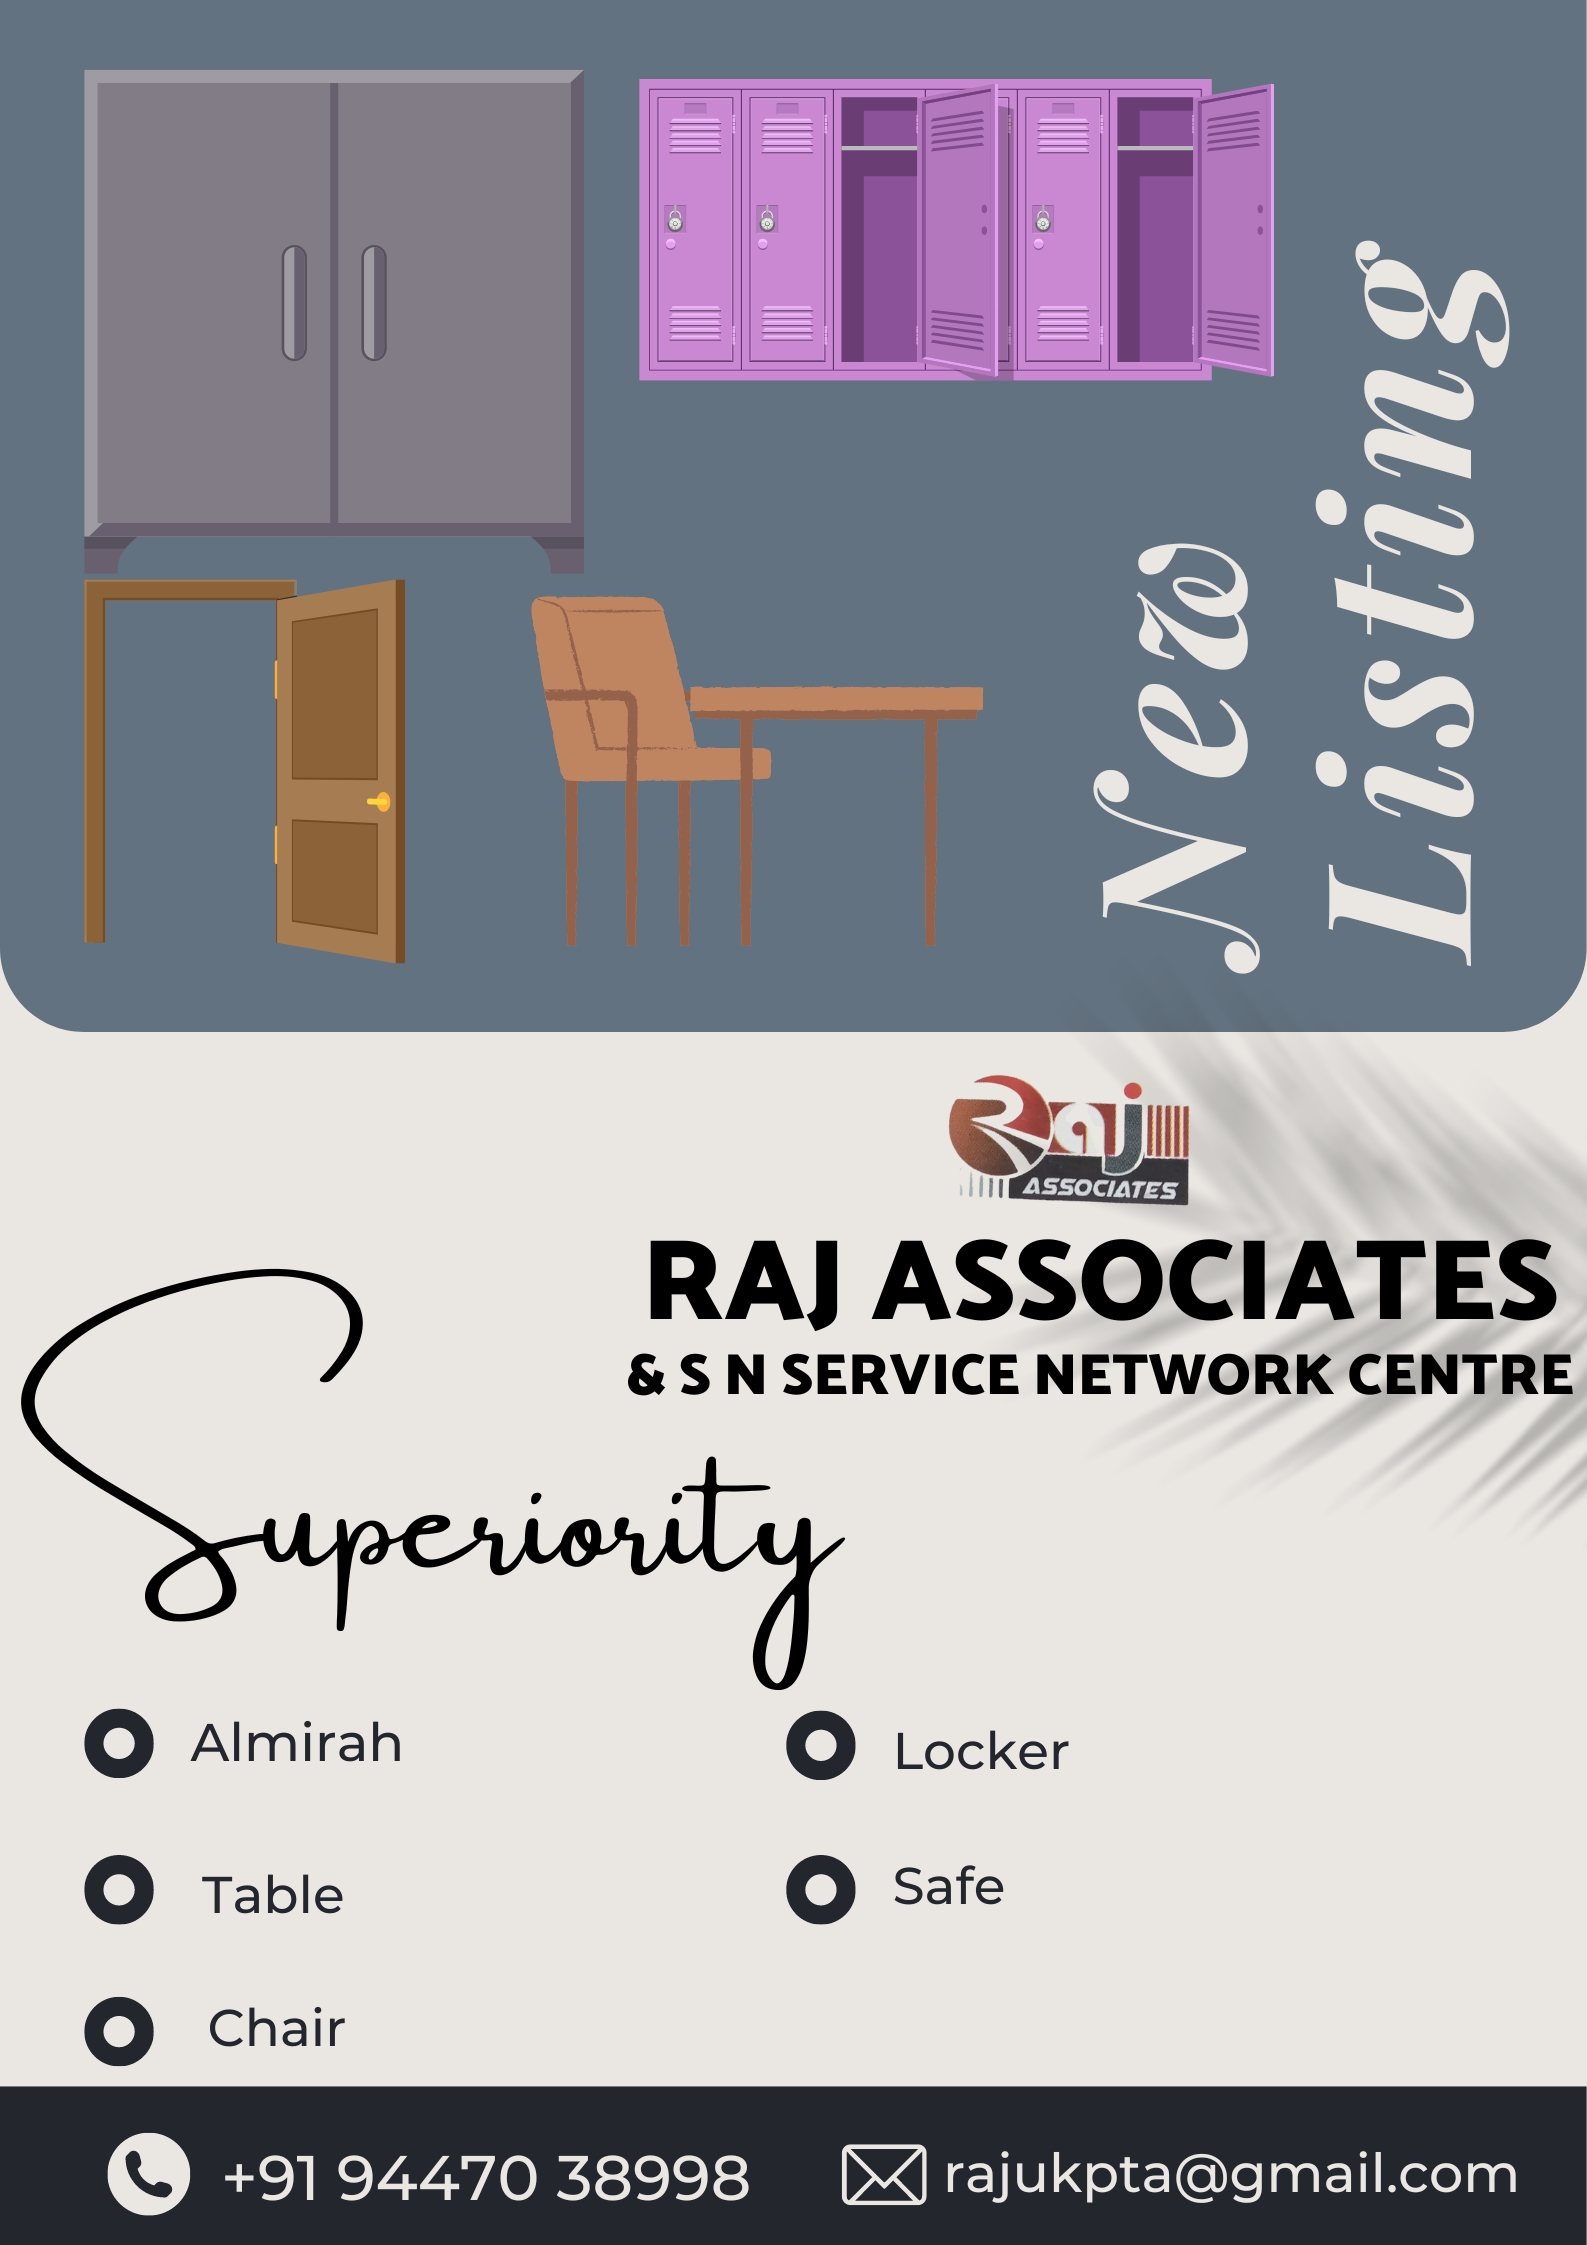 New
Listing
Raj
ASSOCIATES
RAJ ASSOCIATES
& S N SERVICE NETWORK CENTRE
Superiority
Almirah
Locker
Table
Safe
Chair
+91 94470 38998
rajukpta@gmail.com